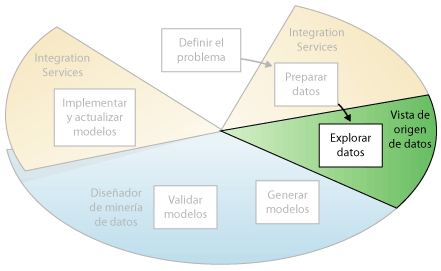 Definir el
problema
Integration
Services
Preparar
datos
Vista de
origen
de datos
Explorar
datos
Generar
modelos
Validar
modelos
Diseñador
de minería
de datos
Integration
Services
Implementar
y actualizar
modelos